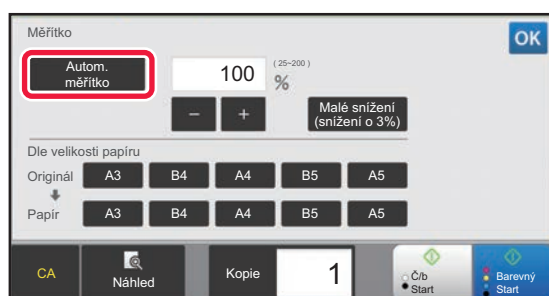 Měřítko
OK
Autom.
měřítko
100
(25~200)
%
−
+
Malé snížení
(snížení o 3%)
Dle velikosti papíru
Originál A3 B4 A4 B5 A5
Papír A3 B4 A4 B5 A5
CA
Náhled
Kopie
1
Č/b
Start
Barevný
Start